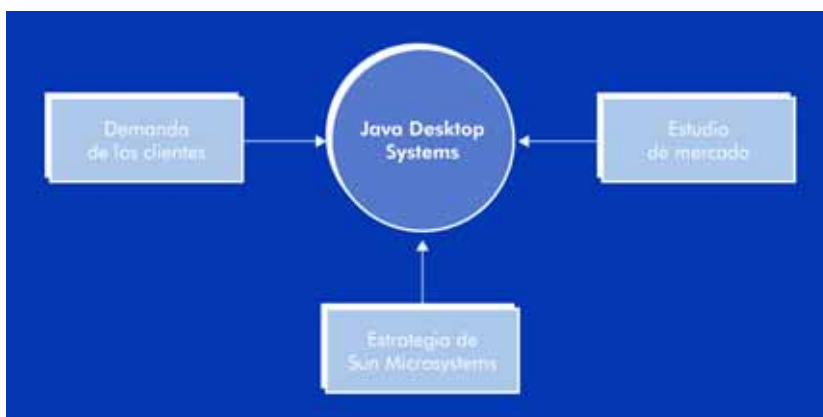 Demanda
de los clientes
Java Desktop
Systems
Estudio
de mercado
Estrategia de
Sun Microsystems